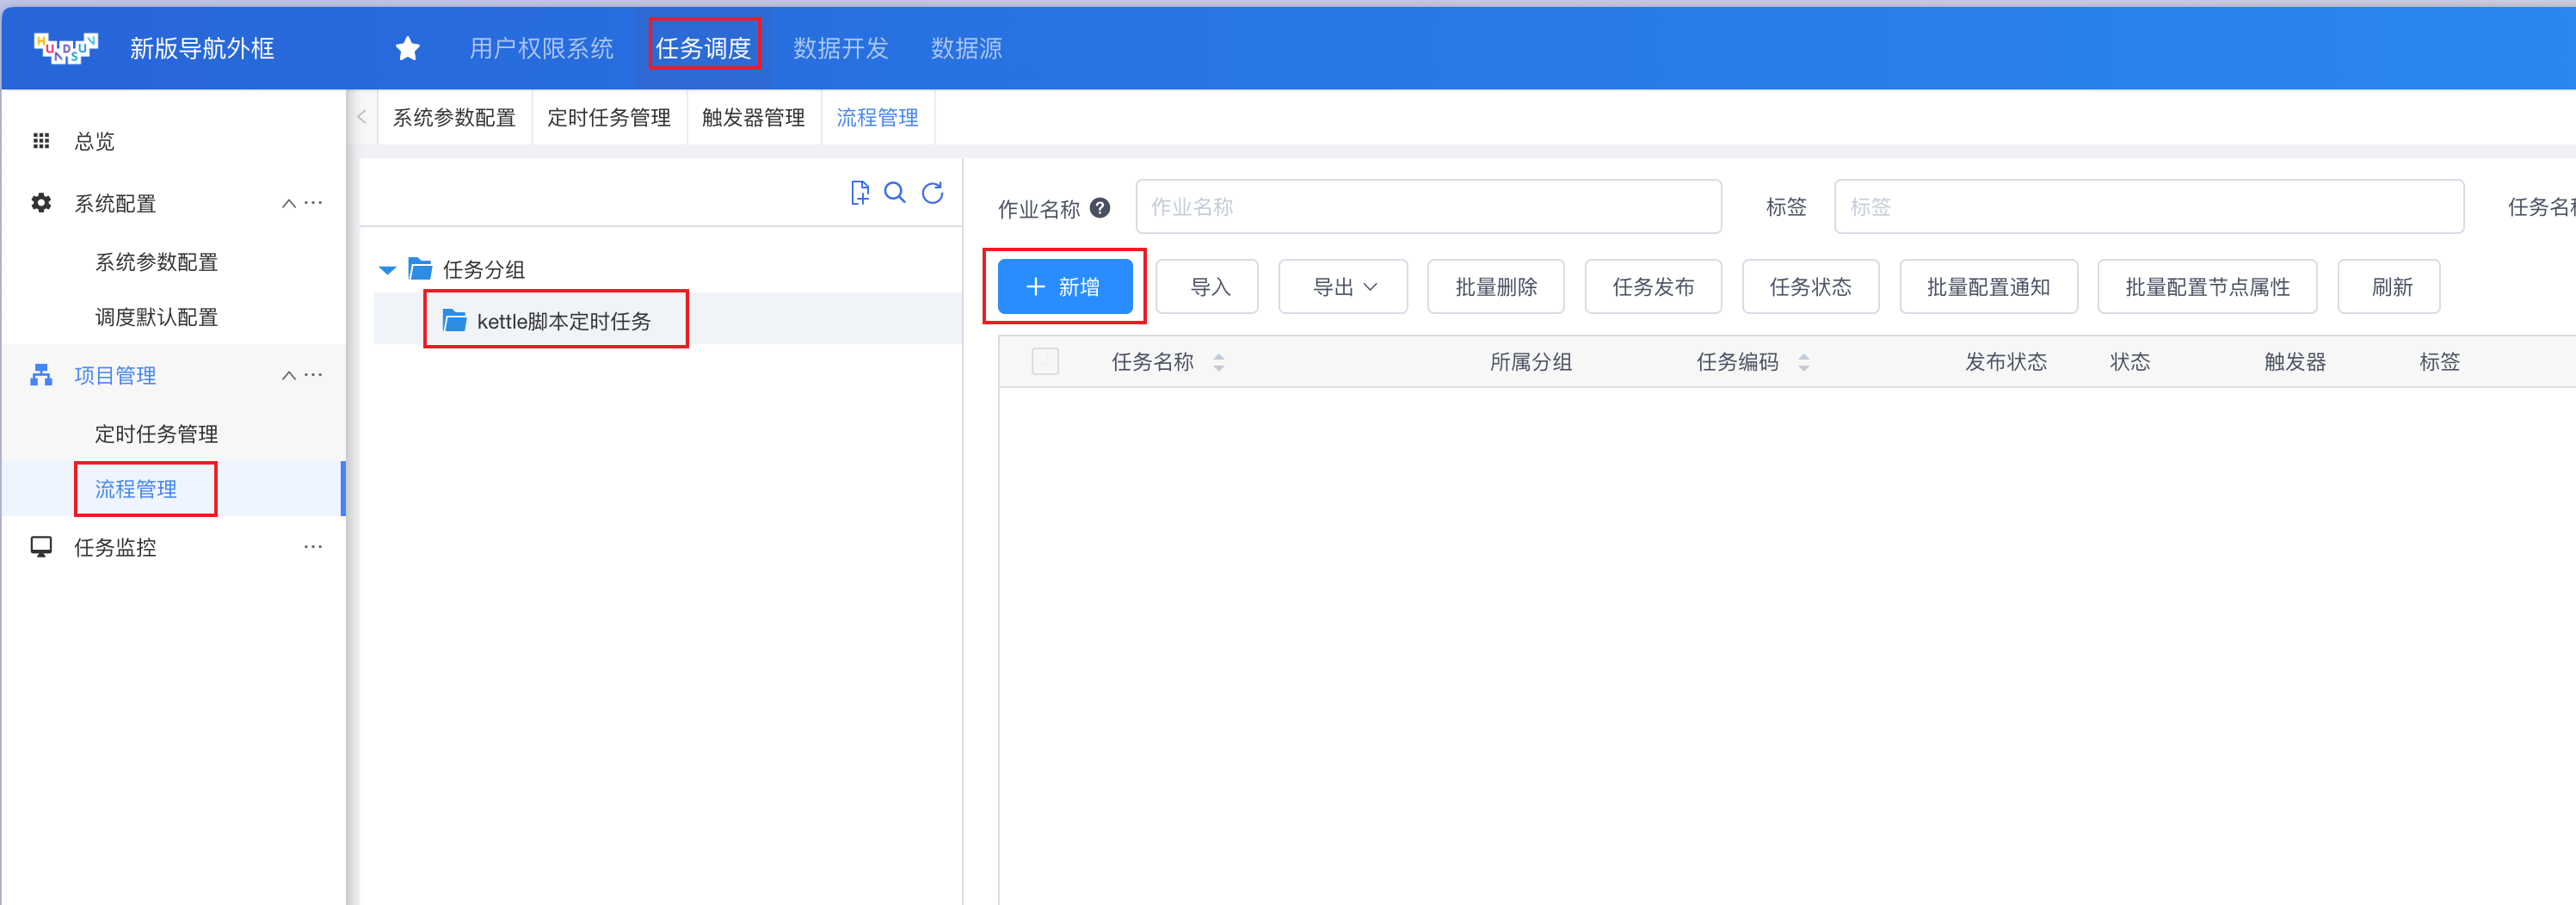 HUNDSUN 新版导航外框 用户权限系统 任务调度 数据开发 数据源
系统参数配置 定时任务管理 触发器管理 流程管理
总览
系统配置
系统参数配置
调度默认配置
项目管理
定时任务管理
流程管理
任务监控
任务分组
kettle脚本定时任务
作业名称 ? 作业名称 标签 标签 任务名
新增 导入 导出 批量删除 任务发布 任务状态 批量配置通知 批量配置节点属性 刷新
任务名称 所属分组 任务编码 发布状态 状态 触发器 标签